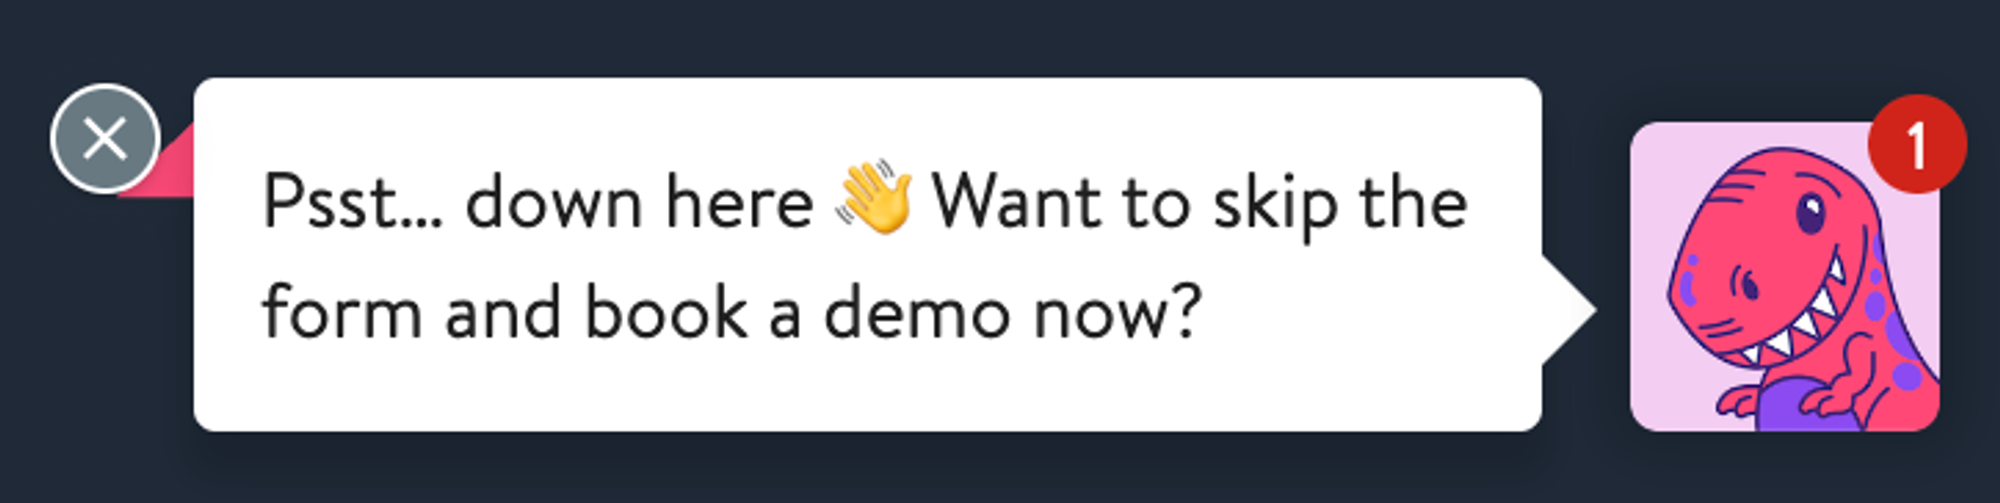 Psst... down here 👋 Want to skip the
form and book a demo now?
1